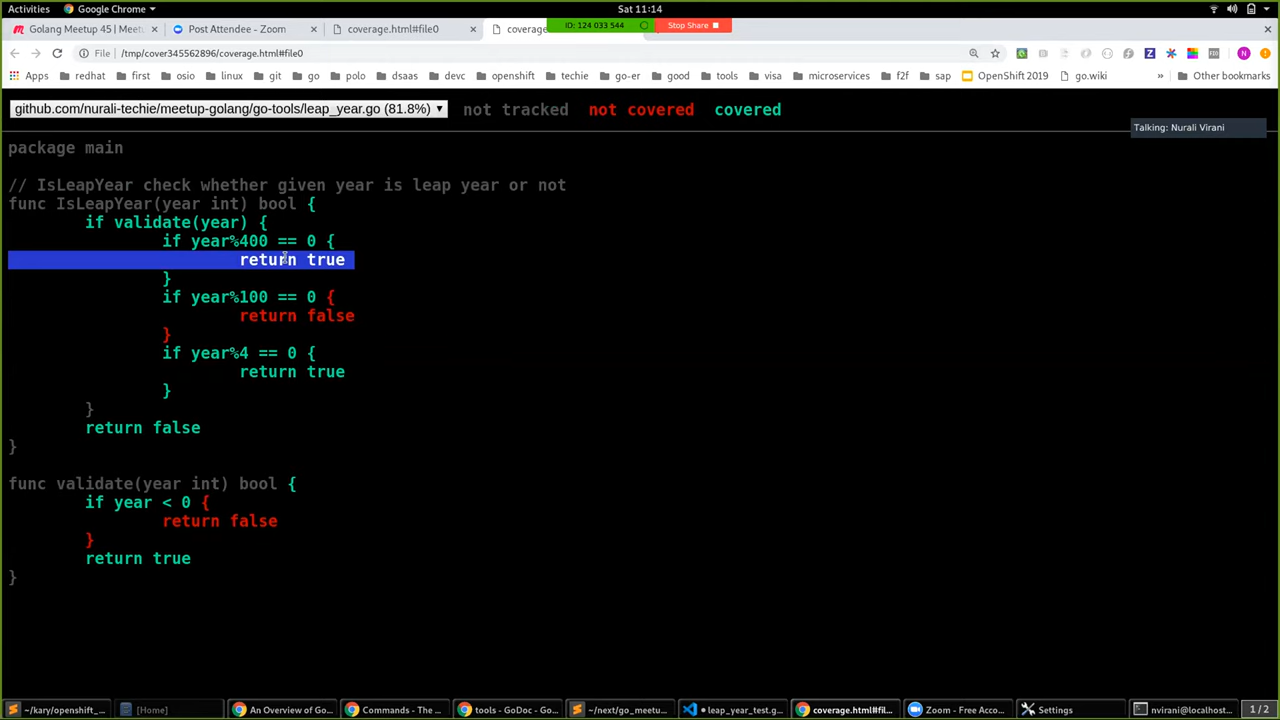 Activities Google Chrome Sat 11:14 1 / 2
Golang Meetup 45 | Meet Post Attendee - Zoom coverage.html#file0 coverage ID: 124 033 544 Stop Share
File /tmp/cover345562896/coverage.html#file0
Apps redhat first osio linux git go polo dsaas devc openshift techie go-er good tools visa microservices f2f sap OpenShift 2019 go.wiki » Other bookmarks
github.com/nurali-techie/meetup-golang/go-tools/leap_year.go (81.8%) not tracked not covered covered
Talking: Nurali Virani
package main
// IsLeapYear check whether given year is leap year or not
func IsLeapYear(year int) bool {
if validate(year) {
if year%400 == 0 {
return true
}
if year%100 == 0 {
return false
}
if year%4 == 0 {
return true
}
}
return false
}
func validate(year int) bool {
if year < 0 {
return false
}
return true
}
~/kary/openshift_... [Home] An Overview of Go... Commands - The ... tools - GoDoc - Go... ~/next/go_meetu... • leap_year_test.g... coverage.html#fil... Zoom - Free Acco... Settings nvirani@localhost... 1 / 2